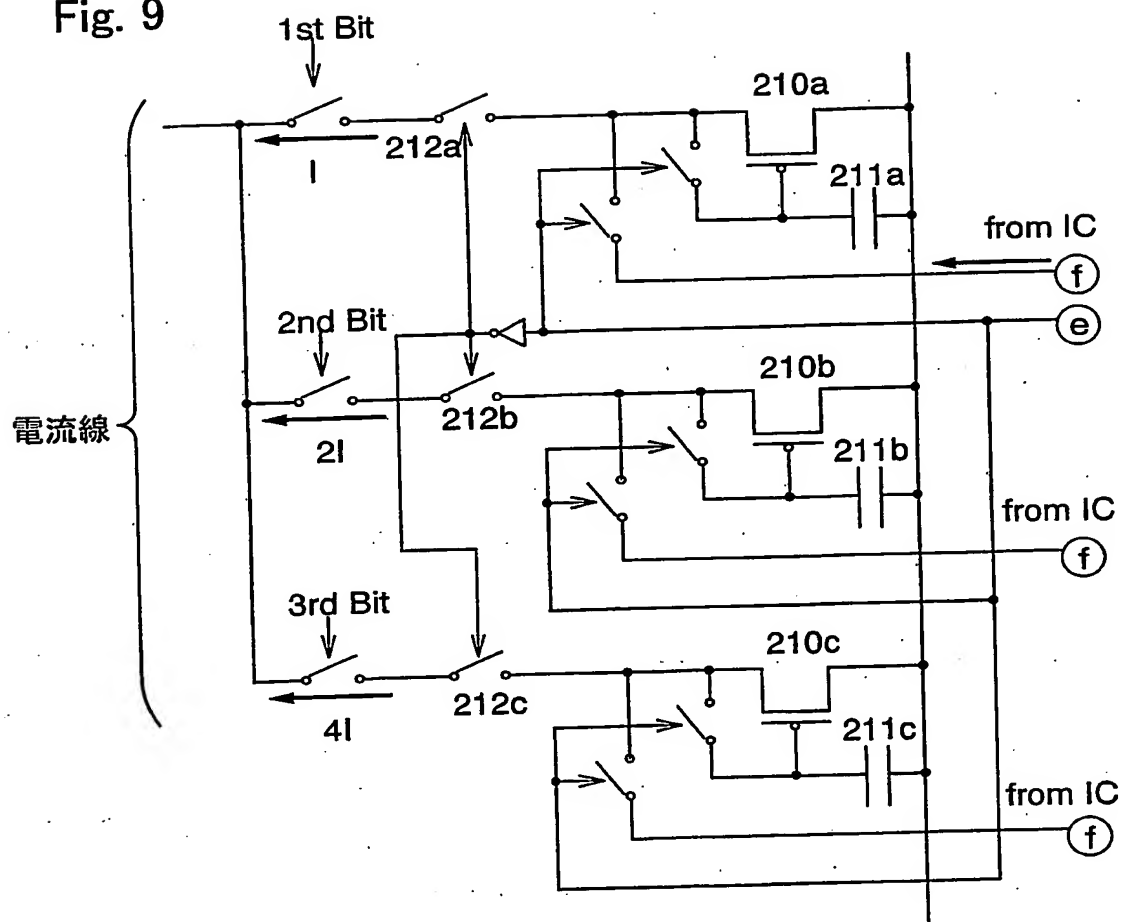 Fig. 9
1st Bit
210a
212a
I
211a
from IC
f
2nd Bit
e
210b
電流線
212b
2I
211b
from IC
f
3rd Bit
210c
212c
4I
211c
from IC
f